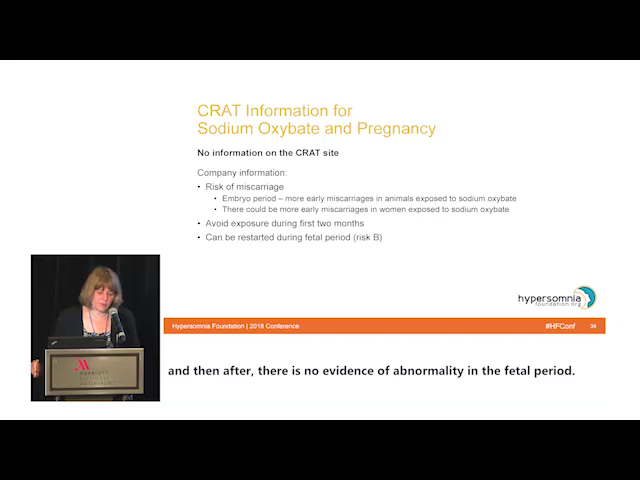 CRAT Information for
Sodium Oxybate and Pregnancy
No information on the CRAT site
Company information:
• Risk of miscarriage
• Embryo period – more early miscarriages in animals exposed to sodium oxybate
• There could be more early miscarriages in women exposed to sodium oxybate
• Avoid exposure during first two months
• Can be restarted during fetal period (risk B)
hypersomnia
foundation.org
Hypersomnia Foundation | 2018 Conference #HFConf 34
Marriott
and then after, there is no evidence of abnormality in the fetal period.